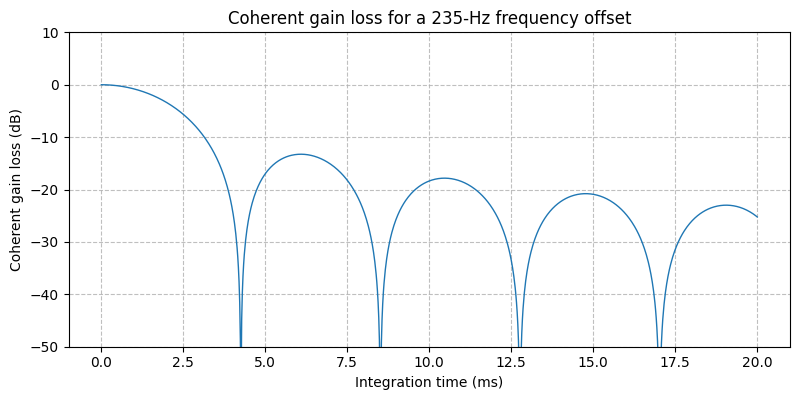 Coherent gain loss for a 235-Hz frequency offset
10
0
−10
−20
−30
−40
−50
Coherent gain loss (dB)
0.0 2.5 5.0 7.5 10.0 12.5 15.0 17.5 20.0
Integration time (ms)